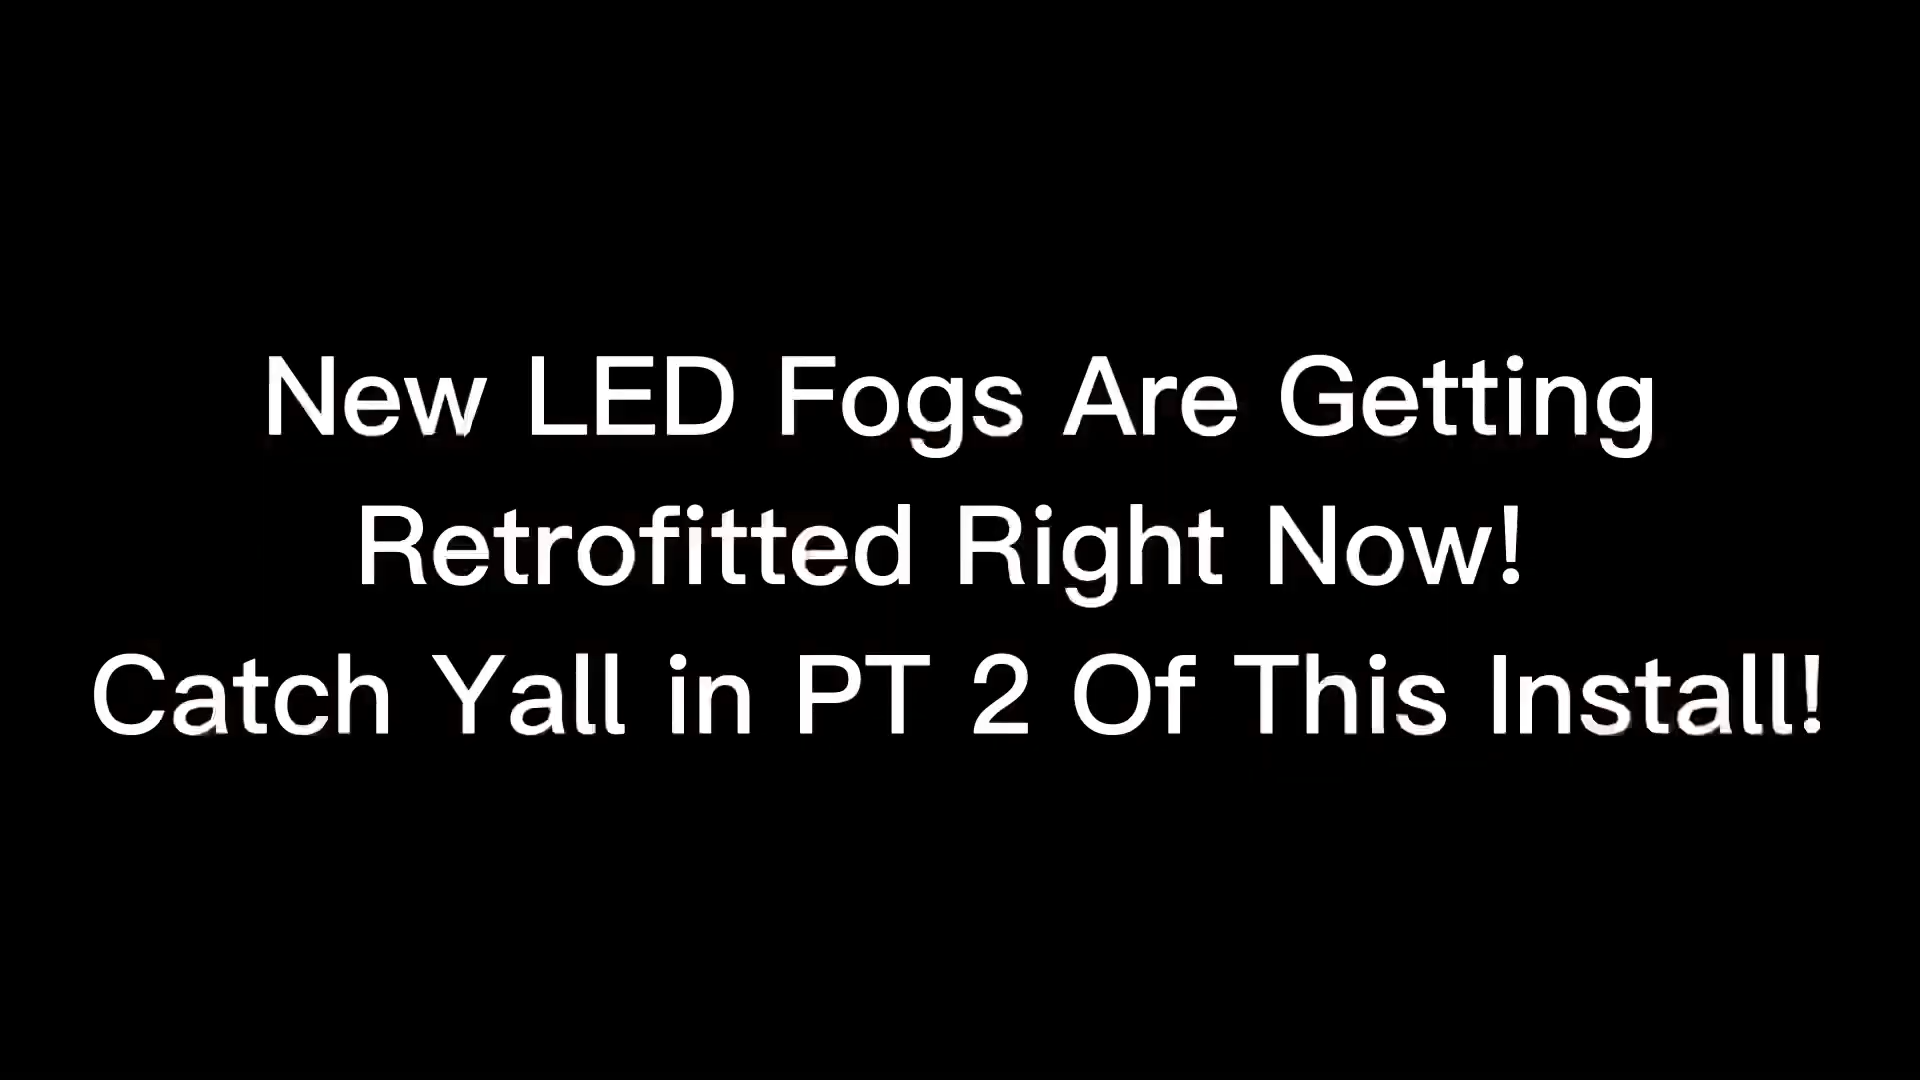 New LED Fogs Are Getting
Retrofitted Right Now!
Catch Yall in PT 2 Of This Install!